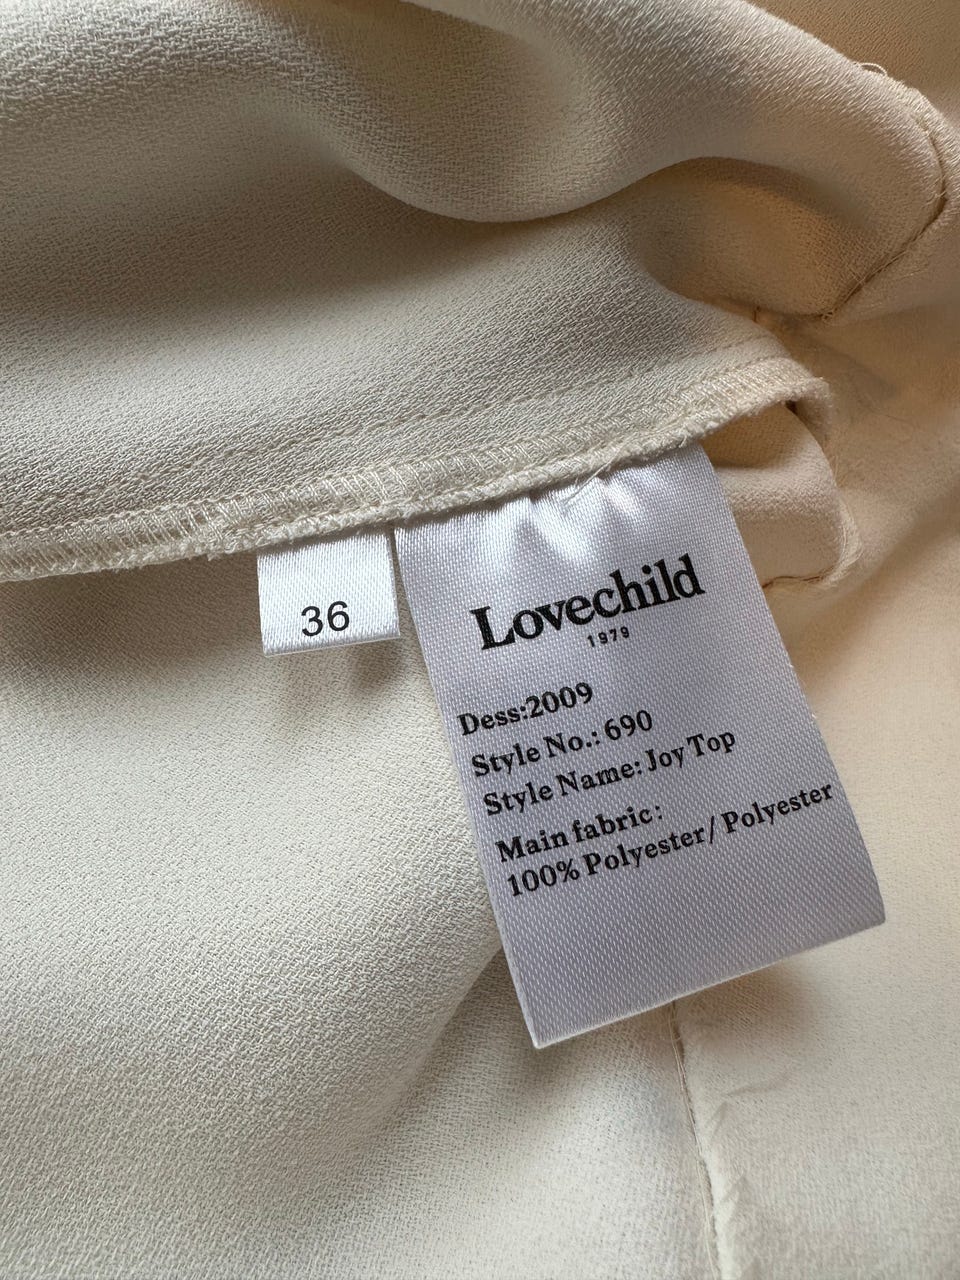 36
Lovechild
1979
Dess:2009
Style No.: 690
Style Name: Joy Top
Main fabric:
100% Polyester/ Polyester